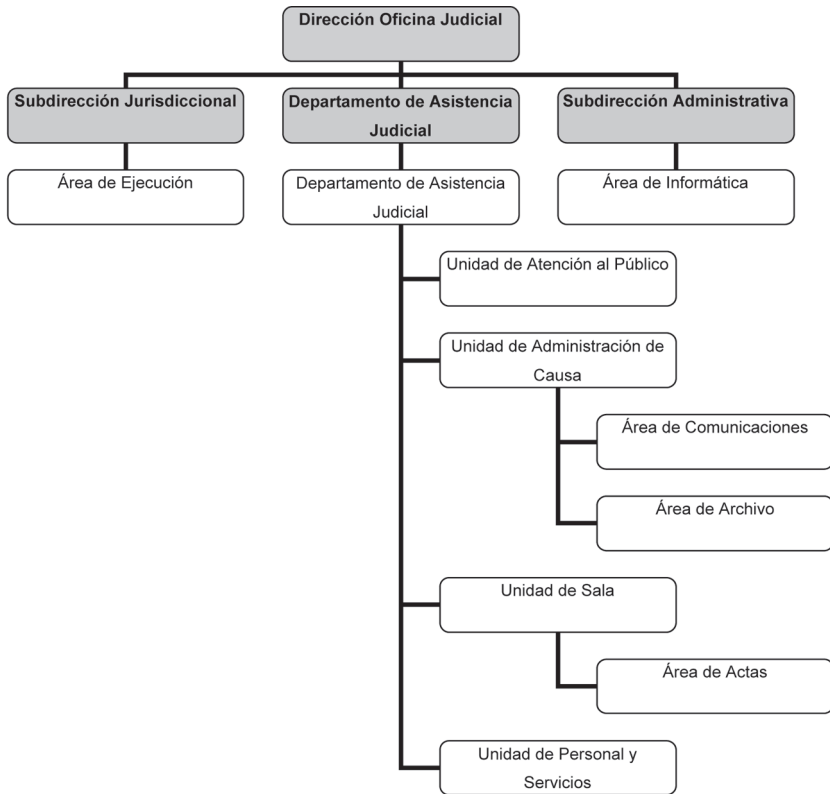 Dirección Oficina Judicial
Subdirección Jurisdiccional
Departamento de Asistencia
Judicial
Subdirección Administrativa
Área de Ejecución
Departamento de Asistencia
Judicial
Área de Informática
Unidad de Atención al Público
Unidad de Administración de
Causa
Área de Comunicaciones
Área de Archivo
Unidad de Sala
Área de Actas
Unidad de Personal y
Servicios